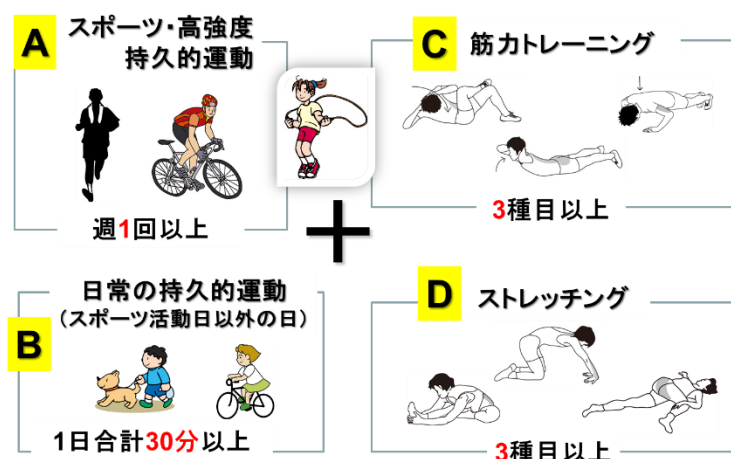 A
スポーツ・高強度
持久的運動
週1回以上
B
日常の持久的運動
(スポーツ活動日以外の日)
1日合計30分以上
C
筋力トレーニング
3種目以上
D
ストレッチング
3種目以上